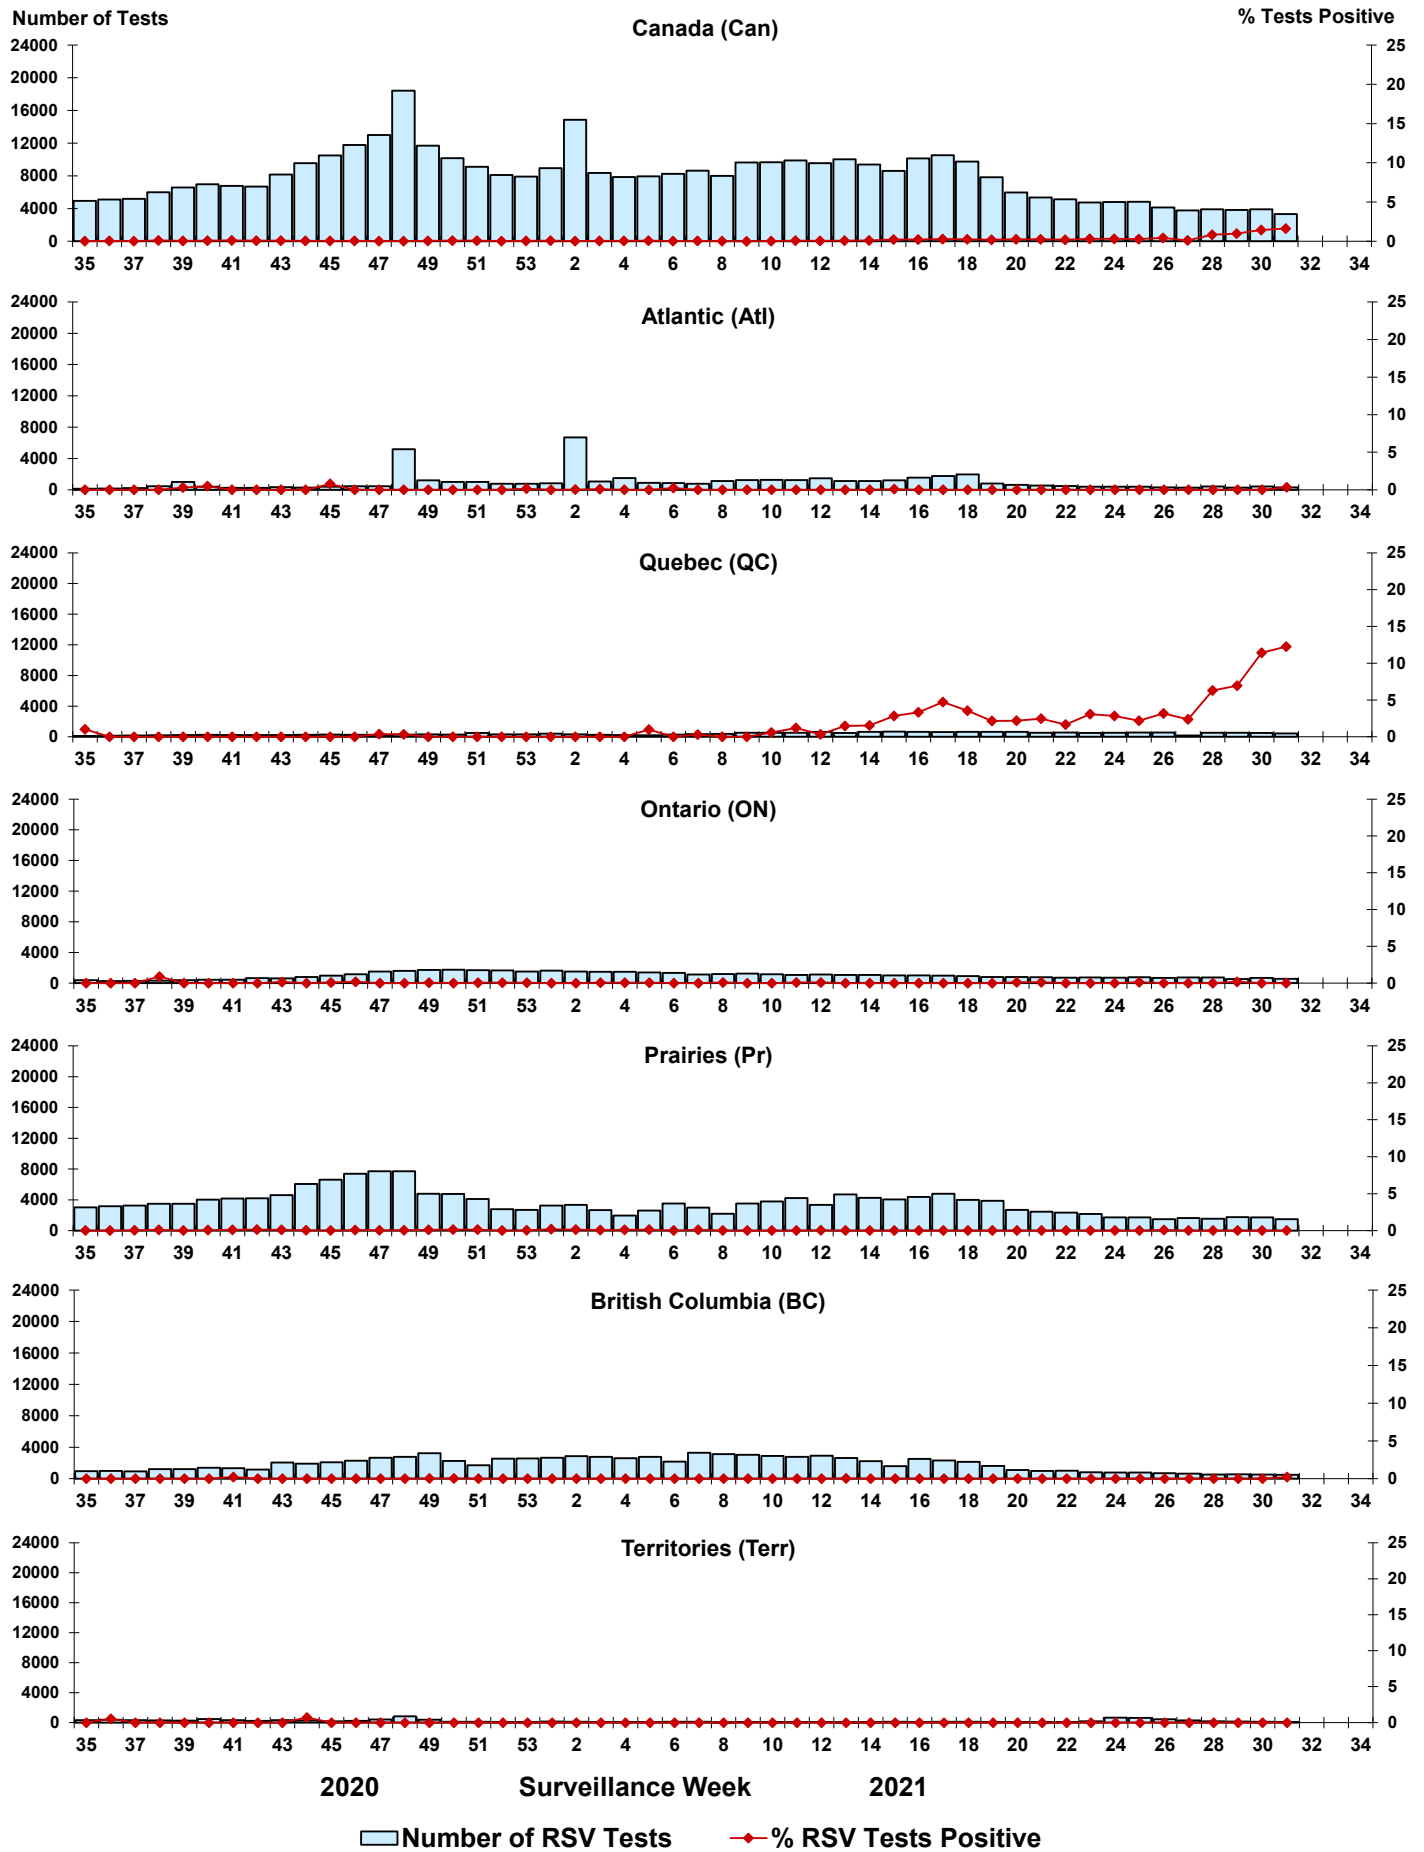 Number of Tests
% Tests Positive
Canada (Can)
24000 25
20000 20
16000 15
12000
8000 10
4000 5
0 0
35 37 39 41 43 45 47 49 51 53 2 4 6 8 10 12 14 16 18 20 22 24 26 28 30 32 34
Atlantic (Atl)
24000 25
20000 20
16000 15
12000
8000 10
4000 5
0 0
35 37 39 41 43 45 47 49 51 53 2 4 6 8 10 12 14 16 18 20 22 24 26 28 30 32 34
Quebec (QC)
24000 25
20000 20
16000 15
12000
8000 10
4000 5
0 0
35 37 39 41 43 45 47 49 51 53 2 4 6 8 10 12 14 16 18 20 22 24 26 28 30 32 34
Ontario (ON)
24000 25
20000 20
16000 15
12000
8000 10
4000 5
0 0
35 37 39 41 43 45 47 49 51 53 2 4 6 8 10 12 14 16 18 20 22 24 26 28 30 32 34
Prairies (Pr)
24000 25
20000 20
16000 15
12000
8000 10
4000 5
0 0
35 37 39 41 43 45 47 49 51 53 2 4 6 8 10 12 14 16 18 20 22 24 26 28 30 32 34
British Columbia (BC)
24000 25
20000 20
16000 15
12000
8000 10
4000 5
0 0
35 37 39 41 43 45 47 49 51 53 2 4 6 8 10 12 14 16 18 20 22 24 26 28 30 32 34
Territories (Terr)
24000 25
20000 20
16000 15
12000
8000 10
4000 5
0 0
35 37 39 41 43 45 47 49 51 53 2 4 6 8 10 12 14 16 18 20 22 24 26 28 30 32 34
2020 Surveillance Week 2021
Number of RSV Tests % RSV Tests Positive